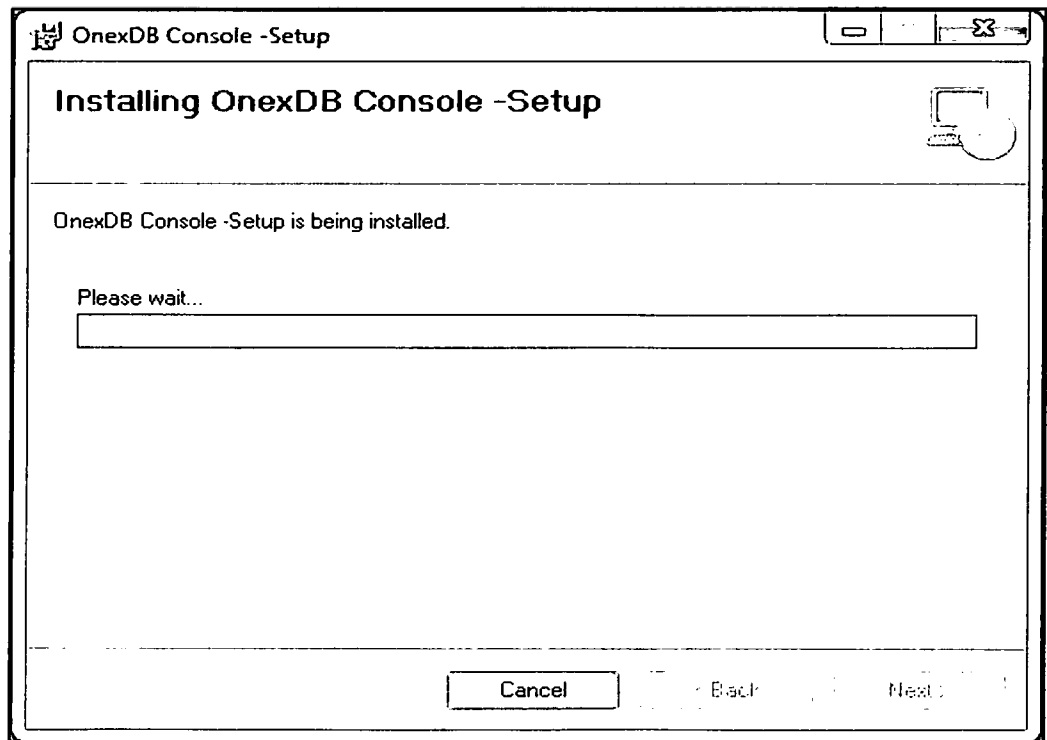 OnexDB Console -Setup
Installing OnexDB Console -Setup
OnexDB Console -Setup is being installed.
Please wait...
Cancel
< Back
Next >